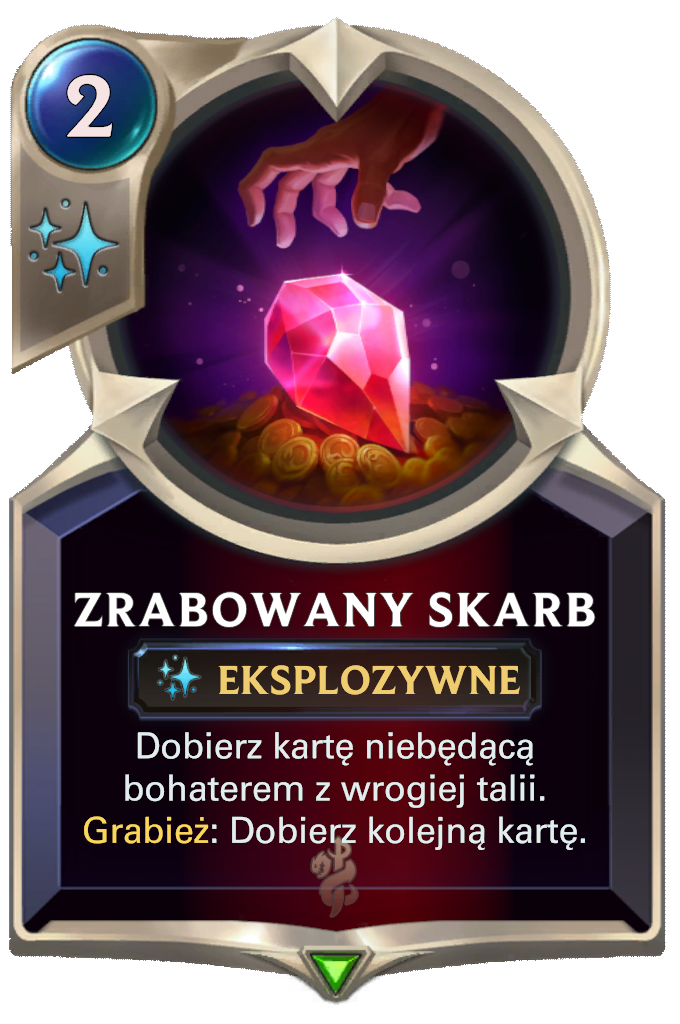 2
ZRABOWANY SKARB
EKSPLOZYWNE
Dobierz kartę niebędącą
bohaterem z wrogiej talii.
Grabież: Dobierz kolejną kartę.